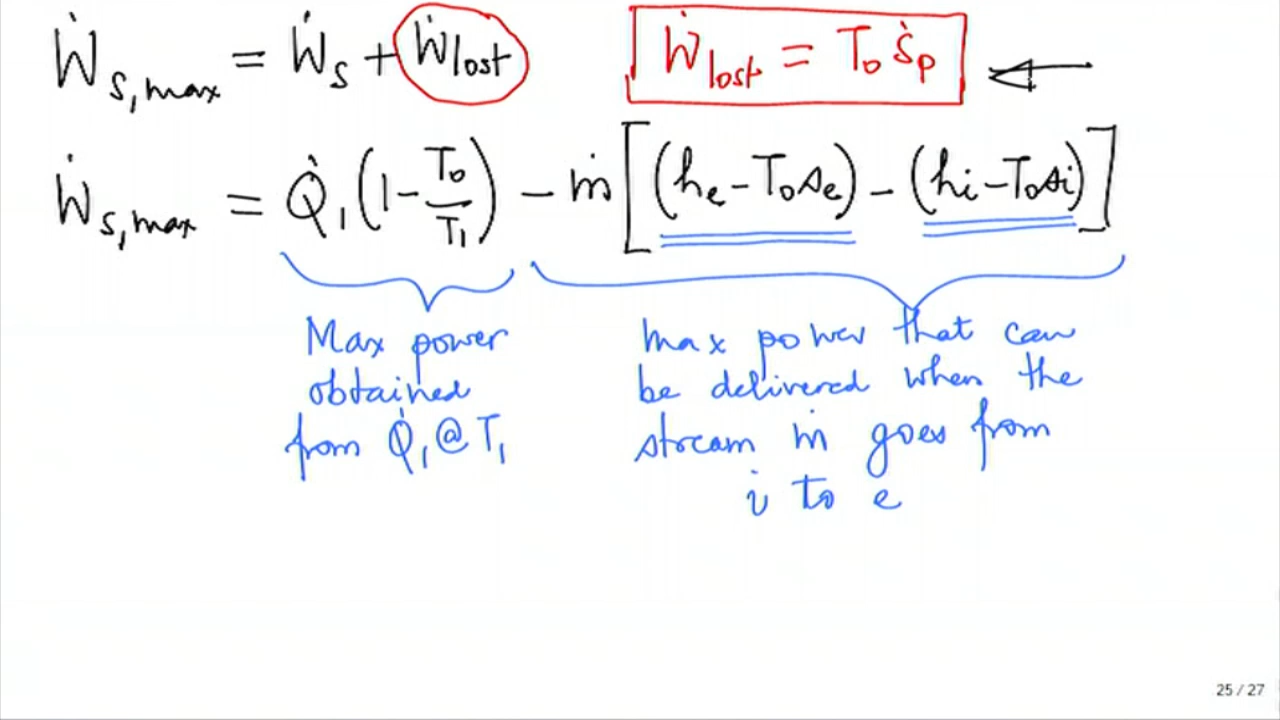 Ẇs,max = Ẇs + Ẇlost   Ẇlost = T₀ Ṡp
Ẇs,max = Q̇₁(1 - T₀/T₁) - ṁ[(he - T₀se) - (hi - T₀si)]
Max power
obtained
from Q̇₁ @ T₁
max power that can
be delivered when the
stream ṁ goes from
i to e
25 / 27